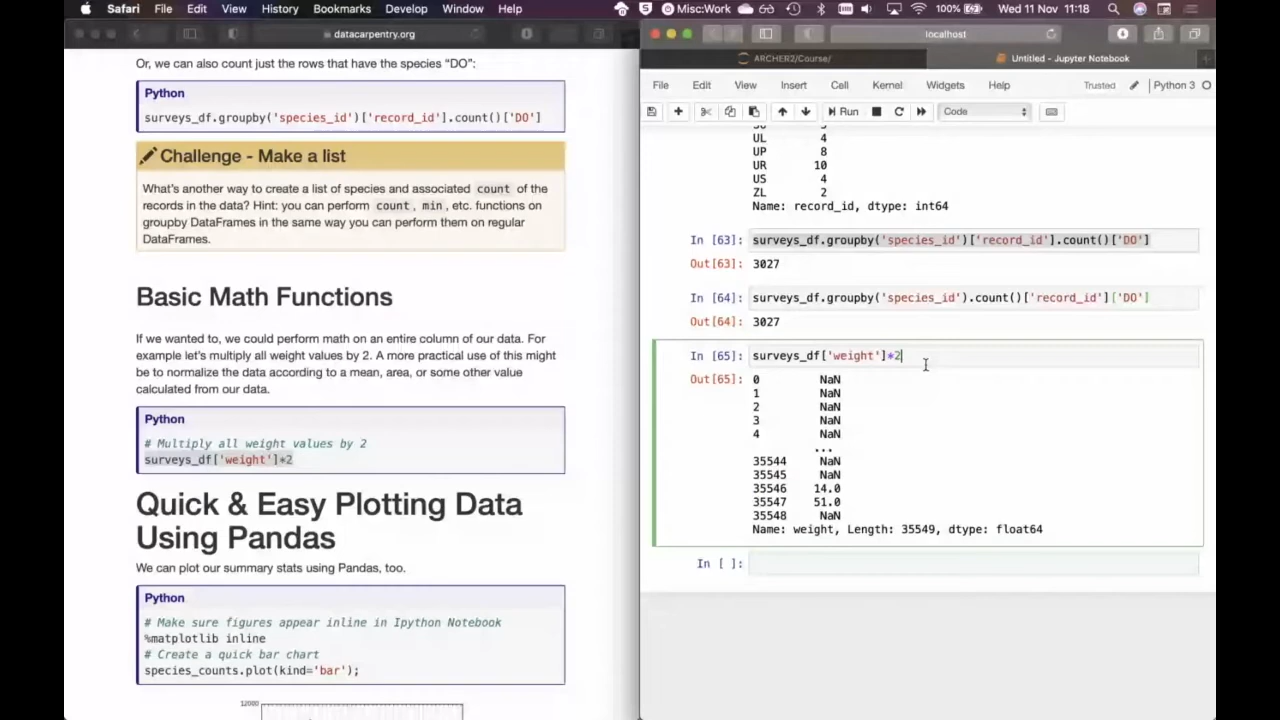 Safari File Edit View History Bookmarks Develop Window Help Misc:Work 100% Wed 11 Nov 11:18
datacarpentry.org
Or, we can also count just the rows that have the species “DO”:
Python
surveys_df.groupby('species_id')['record_id'].count()['DO']
Challenge - Make a list
What’s another way to create a list of species and associated count of the
records in the data? Hint: you can perform count, min, etc. functions on
groupby DataFrames in the same way you can perform them on regular
DataFrames.
Basic Math Functions
If we wanted to, we could perform math on an entire column of our data. For
example let’s multiply all weight values by 2. A more practical use of this might
be to normalize the data according to a mean, area, or some other value
calculated from our data.
Python
# Multiply all weight values by 2
surveys_df['weight']*2
Quick & Easy Plotting Data
Using Pandas
We can plot our summary stats using Pandas, too.
Python
# Make sure figures appear inline in Ipython Notebook
%matplotlib inline
# Create a quick bar chart
species_counts.plot(kind='bar');
12000
localhost
ARCHER2/Course/ Untitled - Jupyter Notebook
File Edit View Insert Cell Kernel Widgets Help Trusted Python 3
Run Code
UL 4
UP 8
UR 10
US 4
ZL 2
Name: record_id, dtype: int64
In [63]: surveys_df.groupby('species_id')['record_id'].count()['DO']
Out[63]: 3027
In [64]: surveys_df.groupby('species_id').count()['record_id']['DO']
Out[64]: 3027
In [65]: surveys_df['weight']*2
Out[65]: 0 NaN
1 NaN
2 NaN
3 NaN
4 NaN
...
35544 NaN
35545 NaN
35546 14.0
35547 51.0
35548 NaN
Name: weight, Length: 35549, dtype: float64
In [ ]: